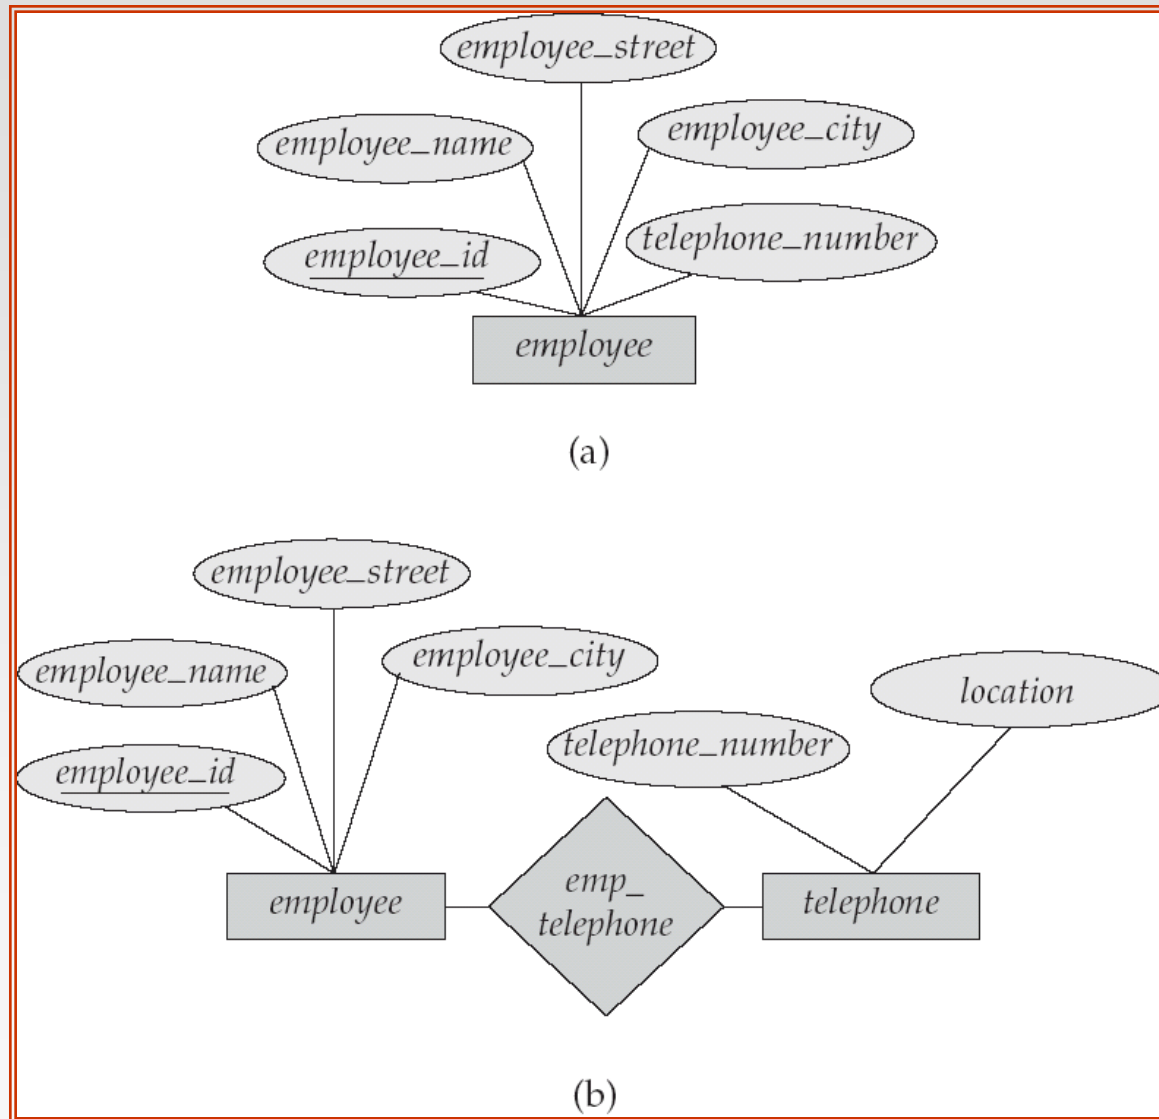 employee_street
employee_name
employee_city
employee_id
telephone_number
employee
(a)
employee_street
employee_name
employee_city
location
employee_id
telephone_number
employee
emp_
telephone
telephone
(b)